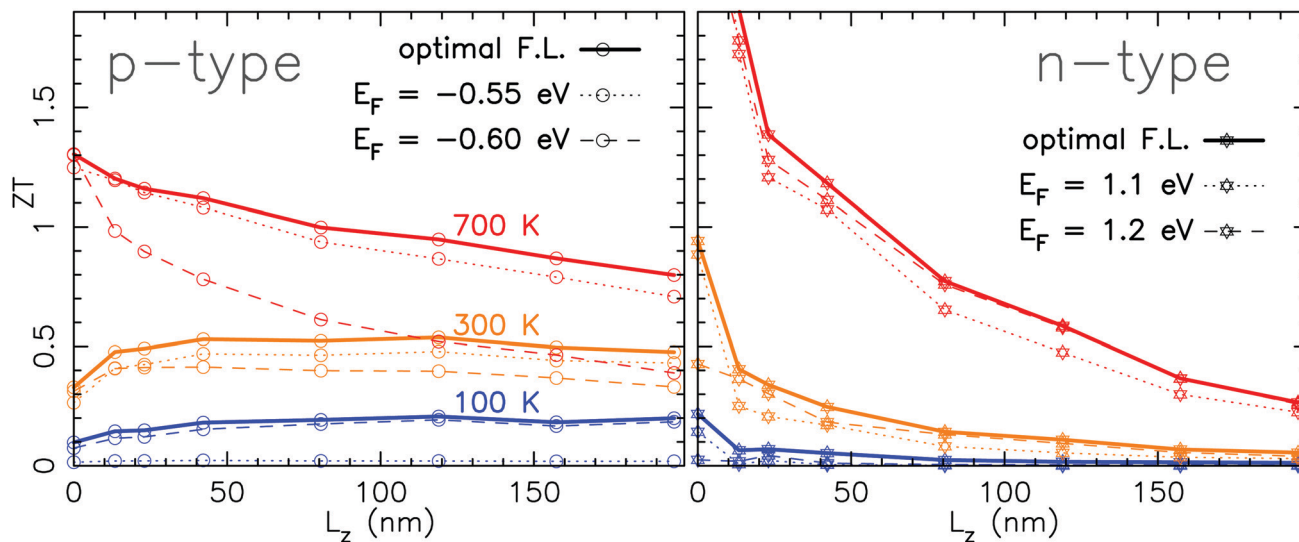 p-type
optimal F.L.
E_F = -0.55 eV
E_F = -0.60 eV
700 K
300 K
100 K
ZT
0
0.5
1
1.5
0
50
100
150
L_z (nm)
n-type
optimal F.L.
E_F = 1.1 eV
E_F = 1.2 eV
0
50
100
150
L_z (nm)